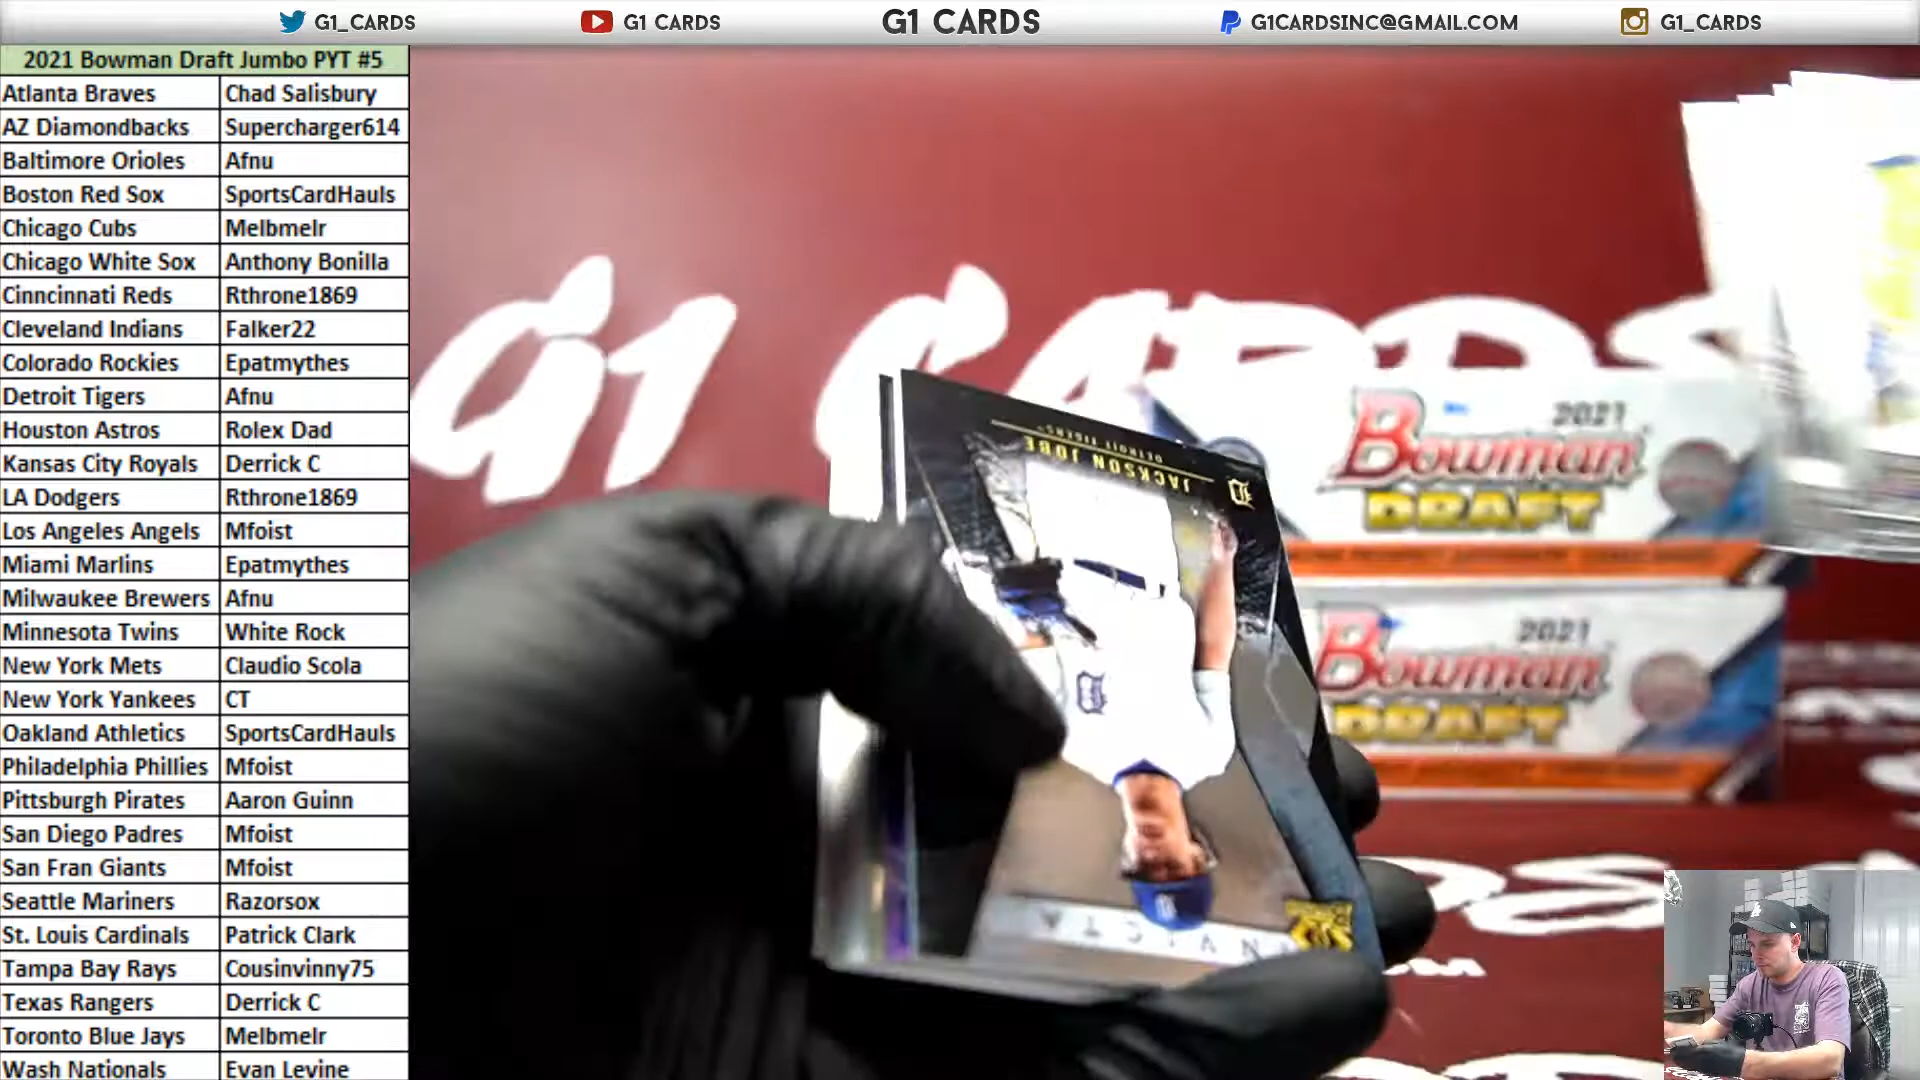 G1_CARDS
G1 CARDS
G1 CARDS
G1CARDSINC@GMAIL.COM
G1_CARDS
2021 Bowman Draft Jumbo PYT #5
Atlanta Braves Chad Salisbury
AZ Diamondbacks Supercharger614
Baltimore Orioles Afnu
Boston Red Sox SportsCardHauls
Chicago Cubs Melbmelr
Chicago White Sox Anthony Bonilla
Cinncinnati Reds Rthrone1869
Cleveland Indians Falker22
Colorado Rockies Epatmythes
Detroit Tigers Afnu
Houston Astros Rolex Dad
Kansas City Royals Derrick C
LA Dodgers Rthrone1869
Los Angeles Angels Mfoist
Miami Marlins Epatmythes
Milwaukee Brewers Afnu
Minnesota Twins White Rock
New York Mets Claudio Scola
New York Yankees CT
Oakland Athletics SportsCardHauls
Philadelphia Phillies Mfoist
Pittsburgh Pirates Aaron Guinn
San Diego Padres Mfoist
San Fran Giants Mfoist
Seattle Mariners Razorsox
St. Louis Cardinals Patrick Clark
Tampa Bay Rays Cousinvinny75
Texas Rangers Derrick C
Toronto Blue Jays Melbmelr
Wash Nationals Evan Levine
G1 CARDS
JACKSON JOBE
DETROIT TIGERS
2021
Bowman
DRAFT
2021
Bowman
DRAFT